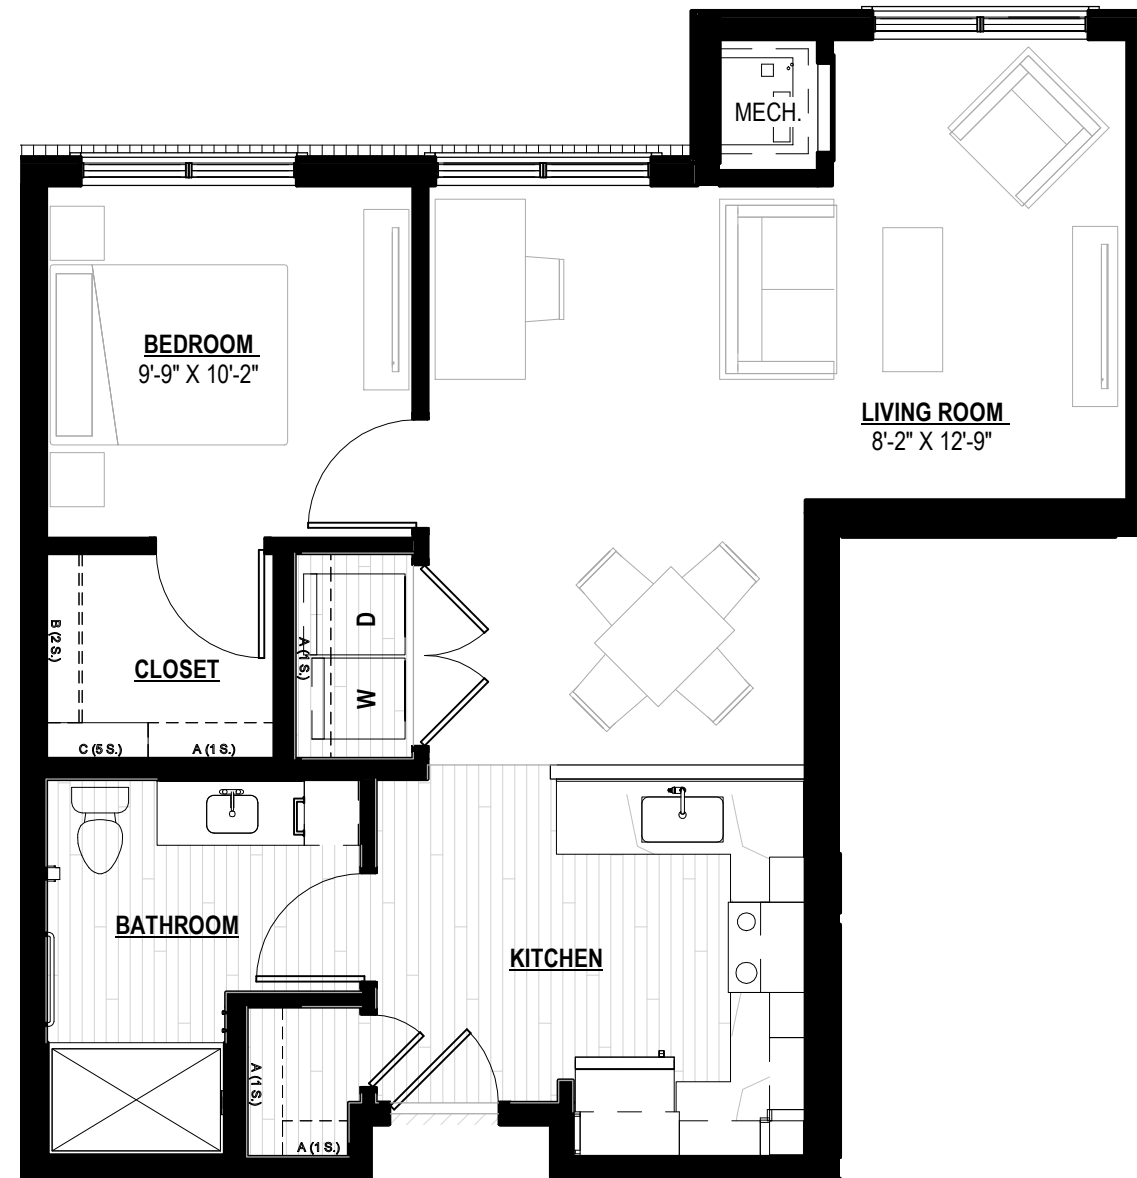 MECH.
BEDROOM
9'-9" X 10'-2"
LIVING ROOM
8'-2" X 12'-9"
B (2 S.)
CLOSET
C (5 S.)
A (1 S.)
A (1 S.)
D
W
BATHROOM
KITCHEN
A (1 S.)
A (1 S.)